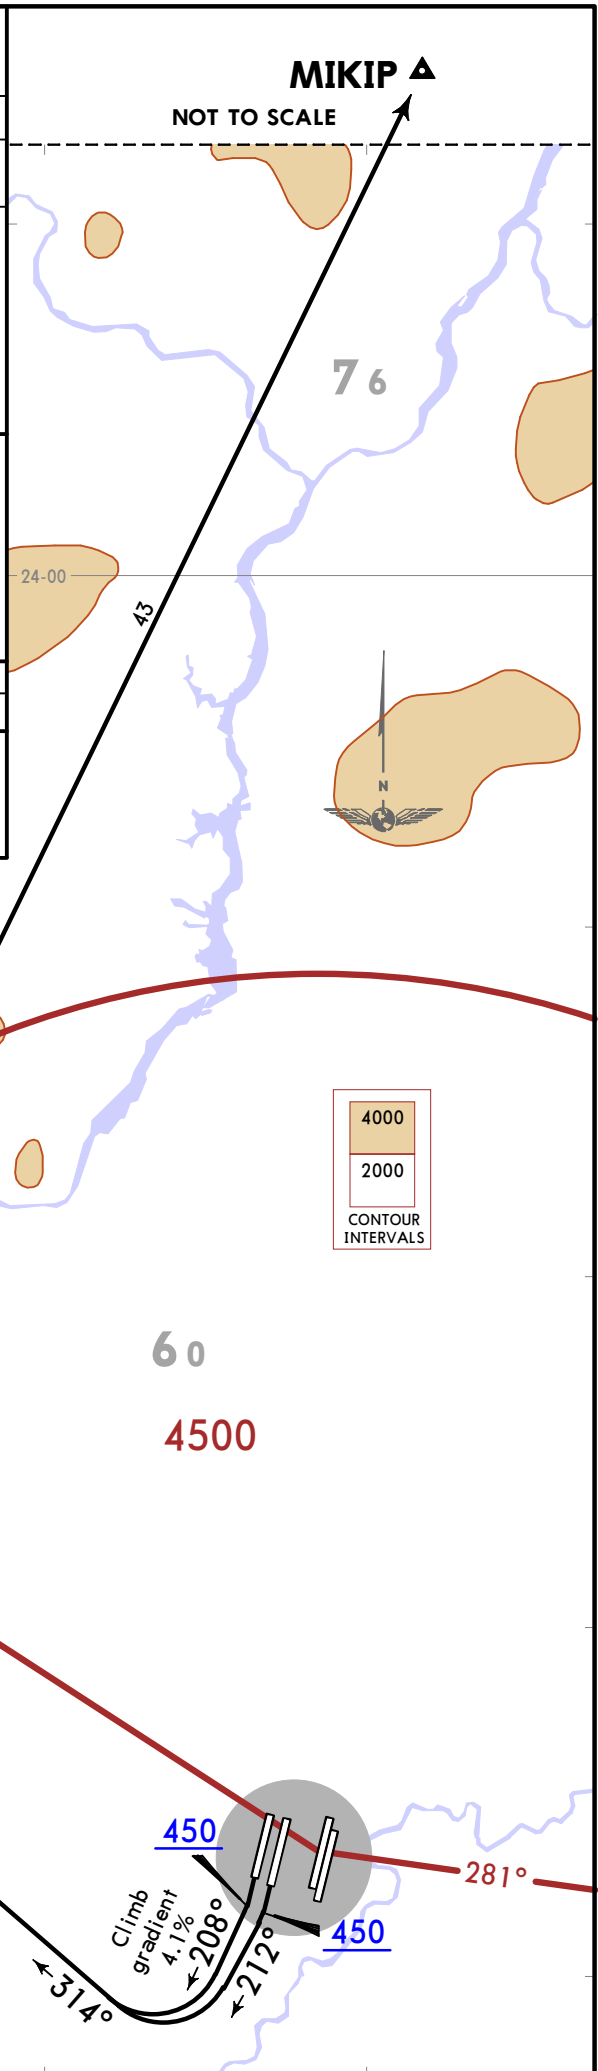 MIKIP
NOT TO SCALE
76
24-00
43
N
4000
2000
CONTOUR
INTERVALS
60
4500
450
281°
Climb
gradient
4.1%
208°
212°
450
314°